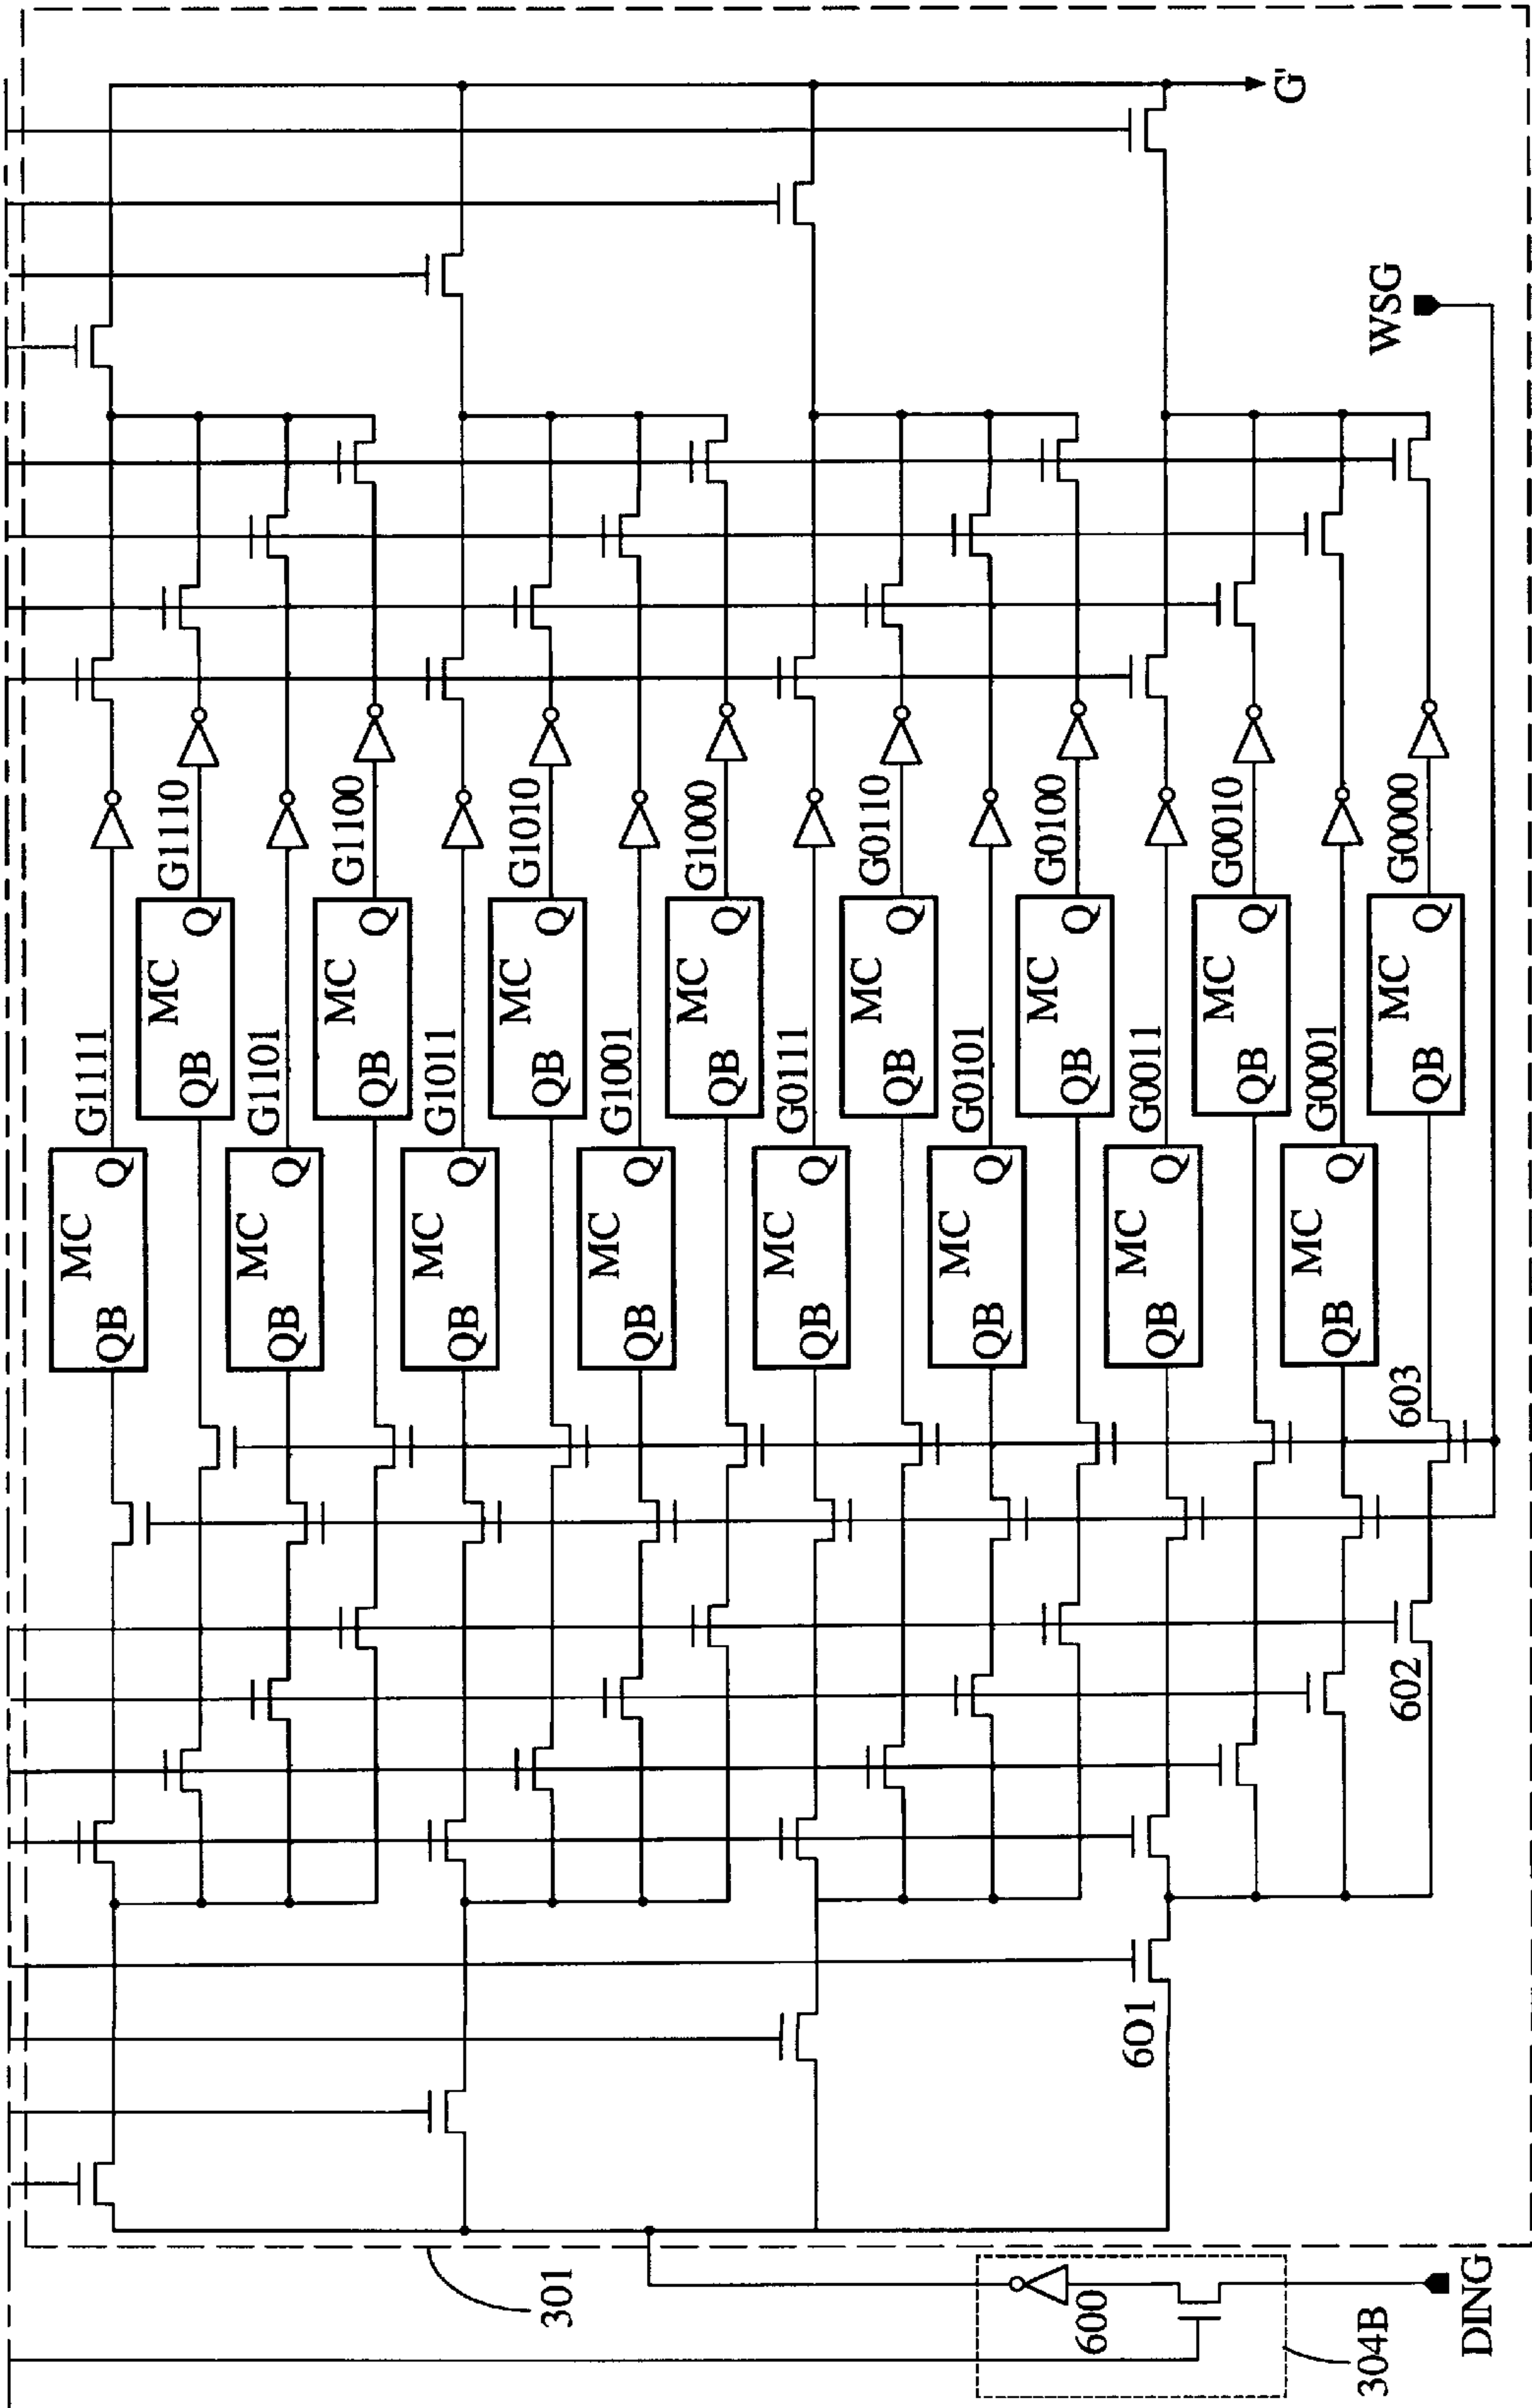 G1111
MC
QB Q
G1110
MC
QB Q
G1101
MC
QB Q
G1100
MC
QB Q
G1011
MC
QB Q
G1010
MC
QB Q
G1001
MC
QB Q
G1000
MC
QB Q
G0111
MC
QB Q
G0110
MC
QB Q
G0101
MC
QB Q
G0100
MC
QB Q
G0011
MC
QB Q
G0010
MC
QB Q
G0001
MC
QB Q
G0000
MC
QB Q
G
WSG
603
602
601
301
600
304B
DING